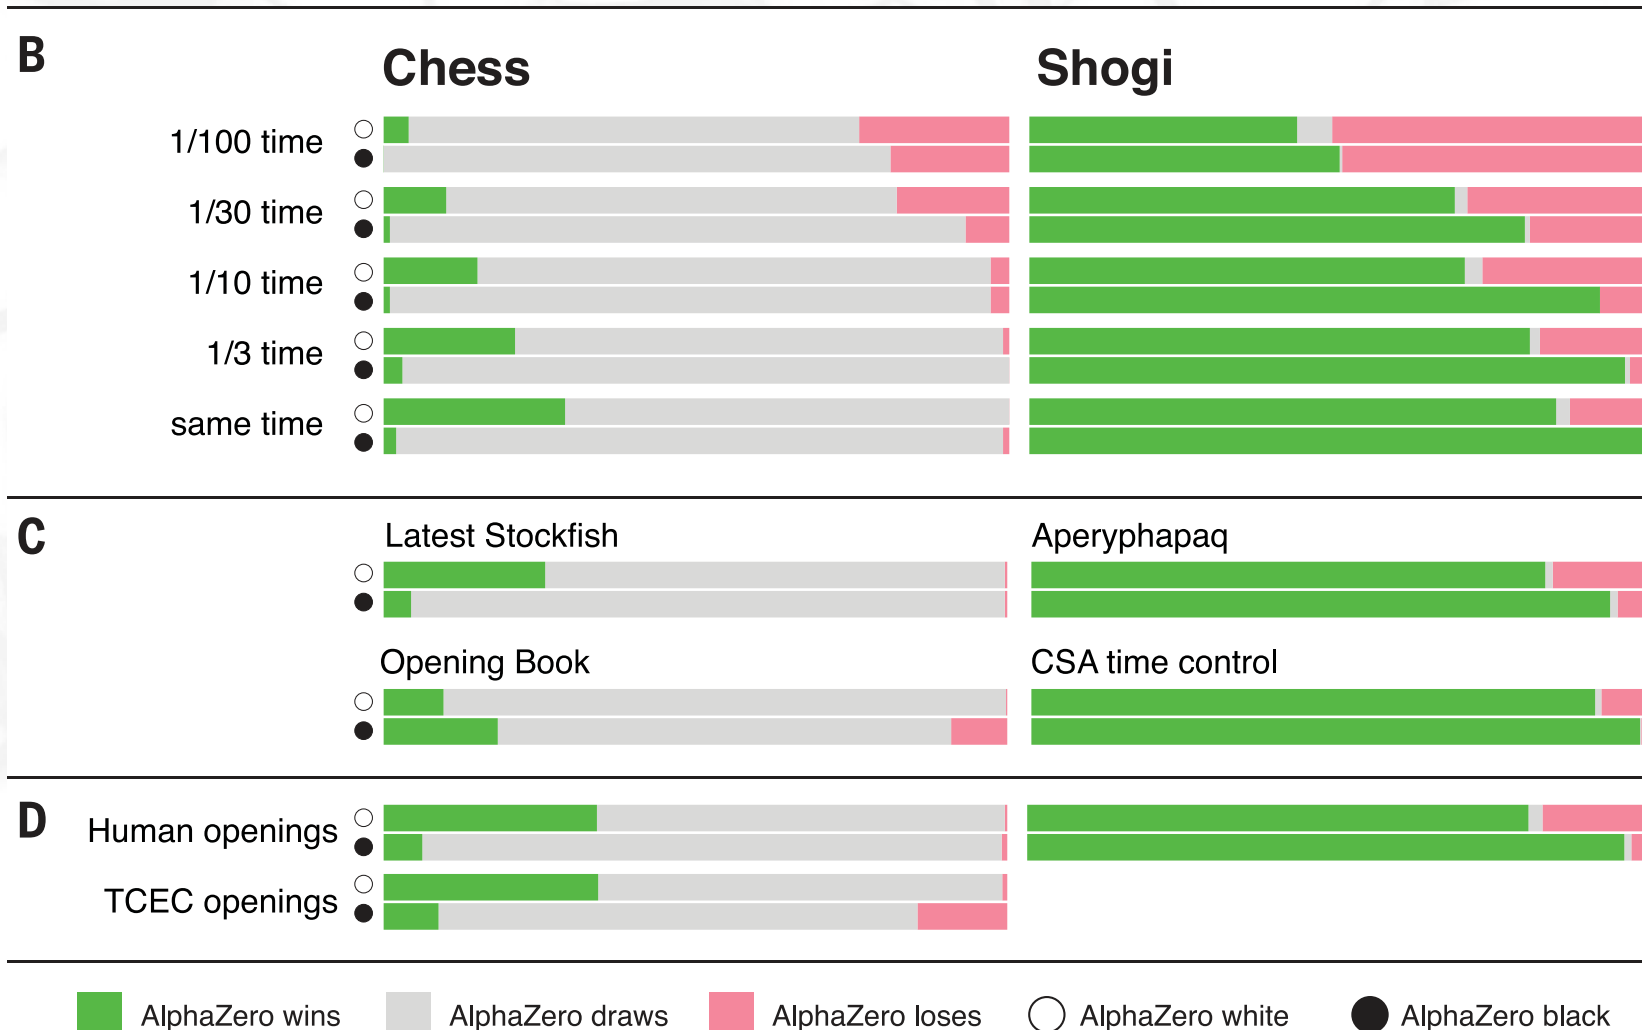 B
Chess Shogi
1/100 time
1/30 time
1/10 time
1/3 time
same time
C
Latest Stockfish Aperyphapaq
Opening Book CSA time control
D
Human openings
TCEC openings
AlphaZero wins AlphaZero draws AlphaZero loses AlphaZero white AlphaZero black